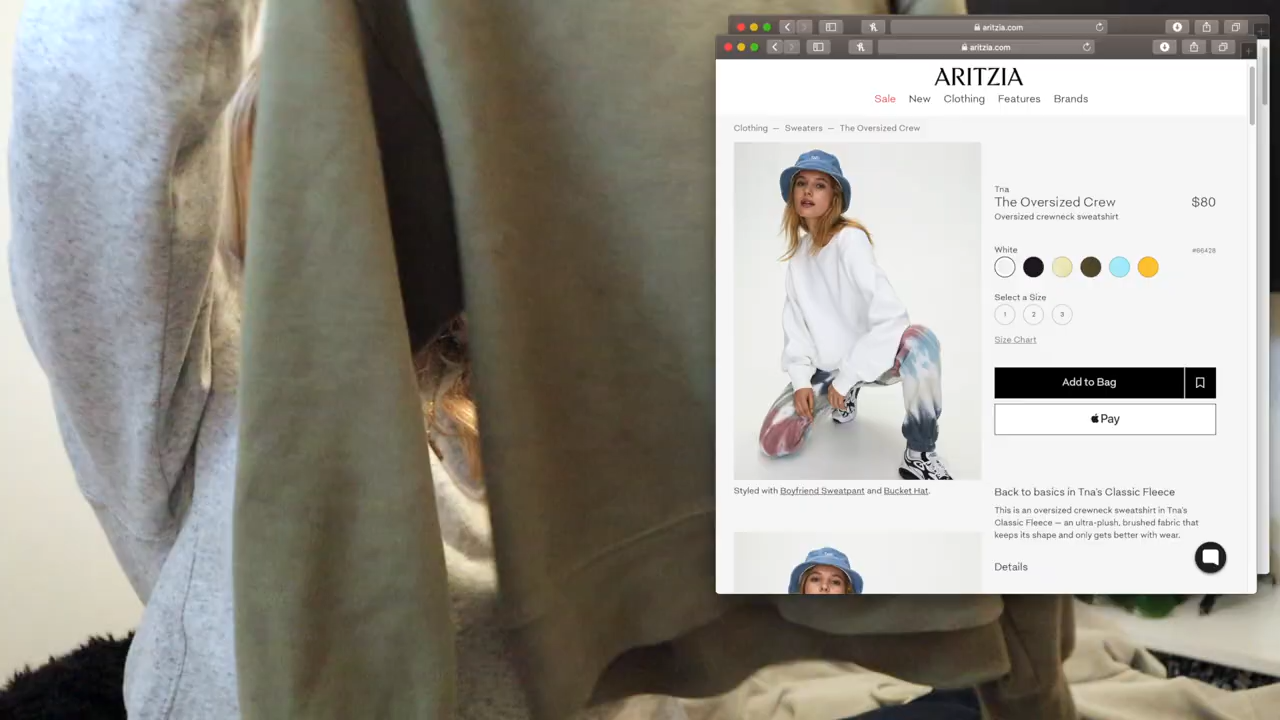 aritzia.com
aritzia.com
ARITZIA
Sale New Clothing Features Brands
Clothing — Sweaters — The Oversized Crew
Tna
The Oversized Crew $80
Oversized crewneck sweatshirt
White #66428
Select a Size
1 2 3
Size Chart
Add to Bag
Pay
Styled with Boyfriend Sweatpant and Bucket Hat.
Back to basics in Tna's Classic Fleece
This is an oversized crewneck sweatshirt in Tna's
Classic Fleece — an ultra-plush, brushed fabric that
keeps its shape and only gets better with wear.
Details